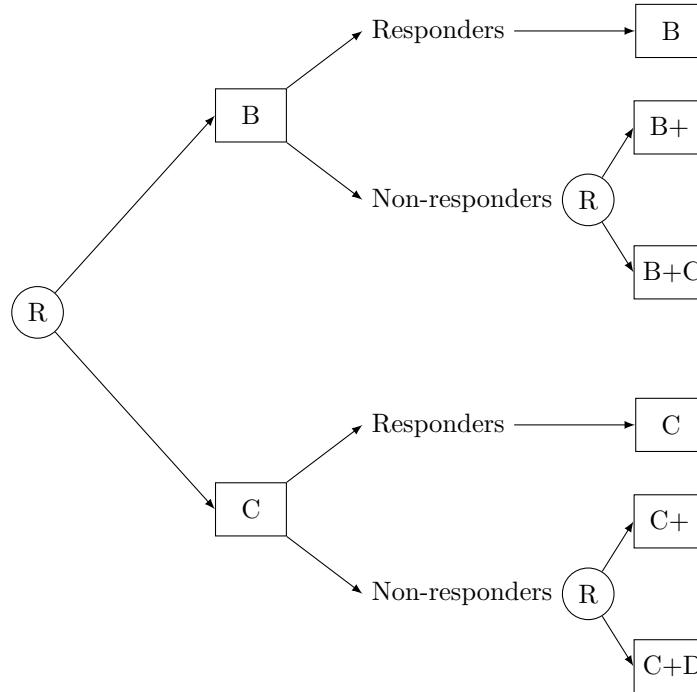 Responders
B
B
B+
Non-responders
R
B+C
R
Responders
C
C
C+
Non-responders
R
C+D